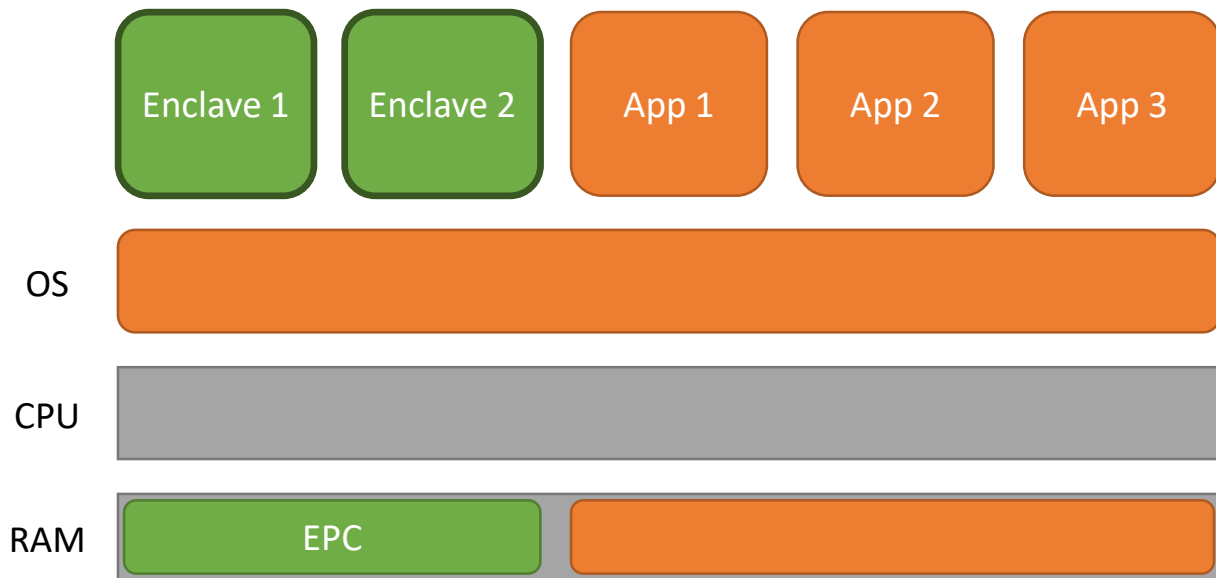 Enclave 1
Enclave 2
App 1
App 2
App 3
OS
CPU
RAM
EPC